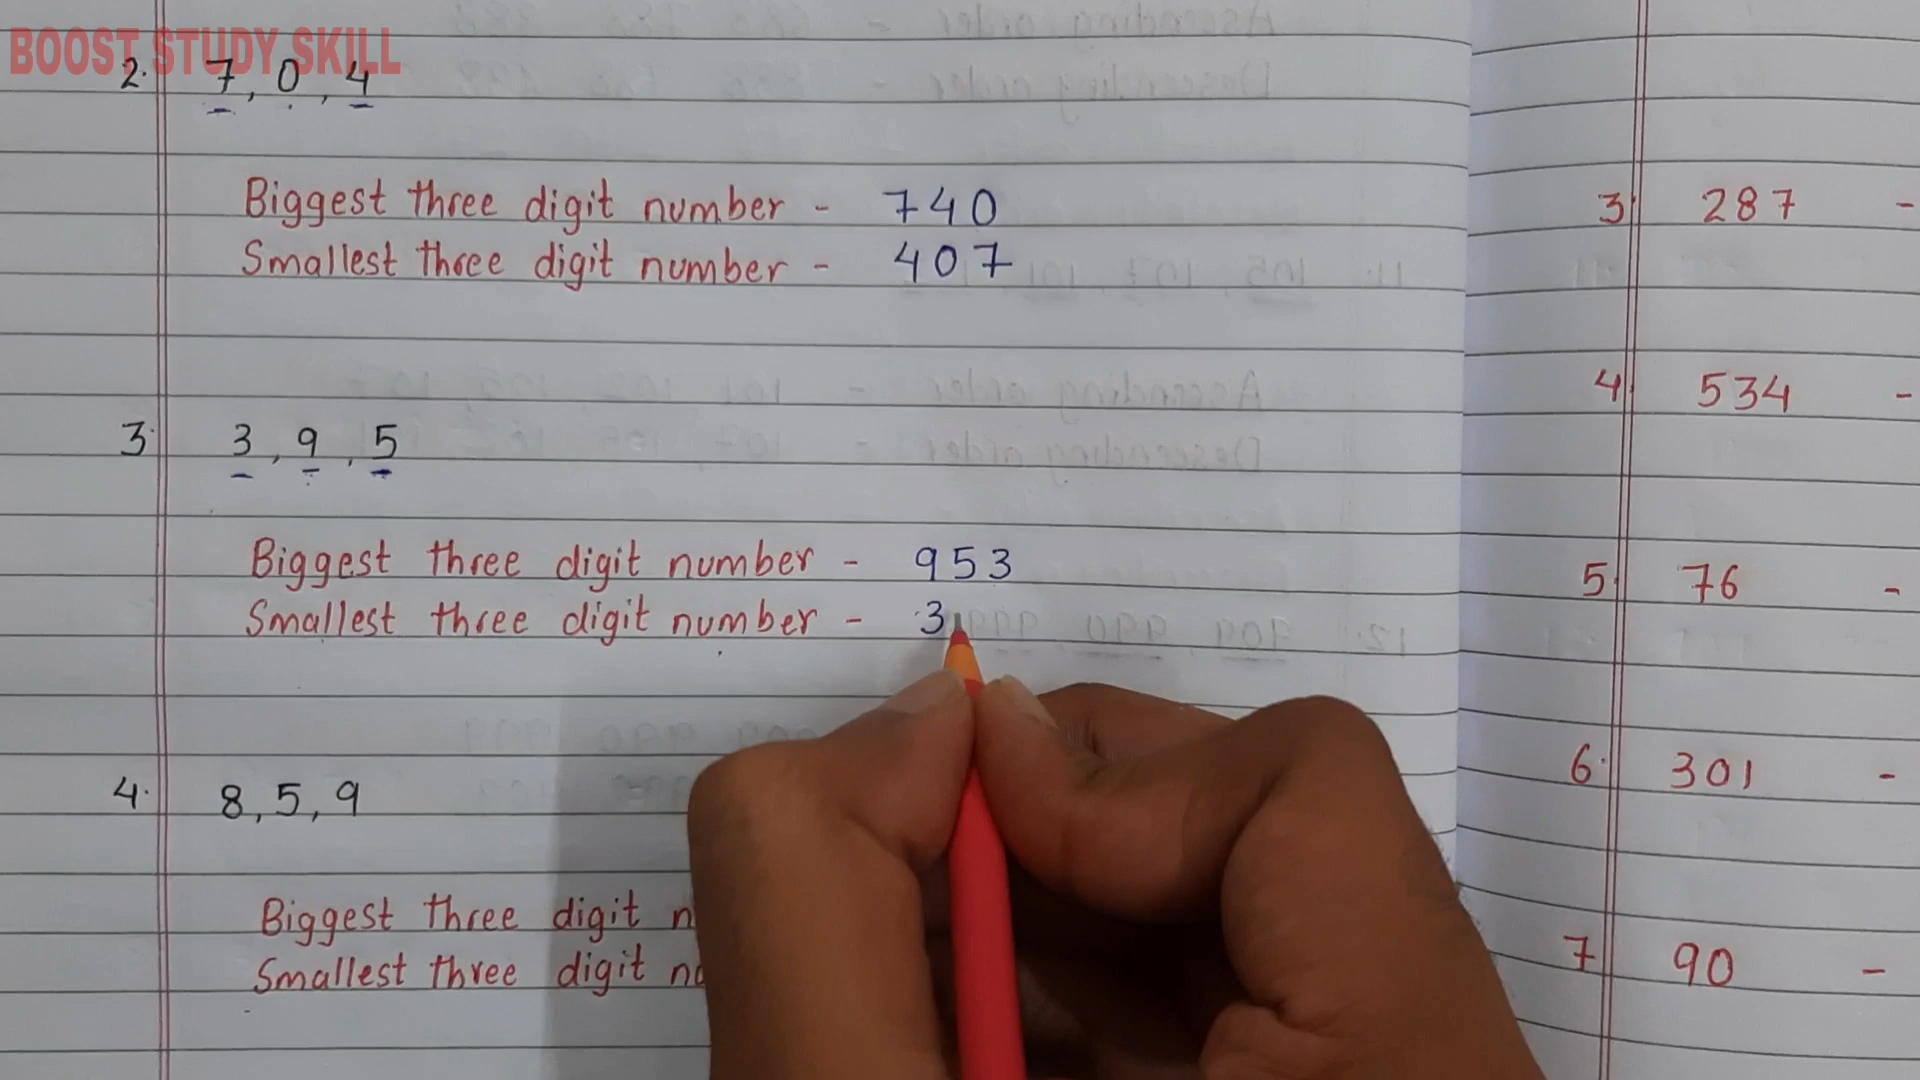 BOOST STUDY SKILL
2. 7, 0, 4
Biggest three digit number - 740
Smallest three digit number - 407
3. 3, 9, 5
Biggest three digit number - 953
Smallest three digit number - 3
4. 8, 5, 9
Biggest three digit
Smallest three digit
3. 287 -
4. 534 -
5. 76 -
6. 301 -
7. 90 -